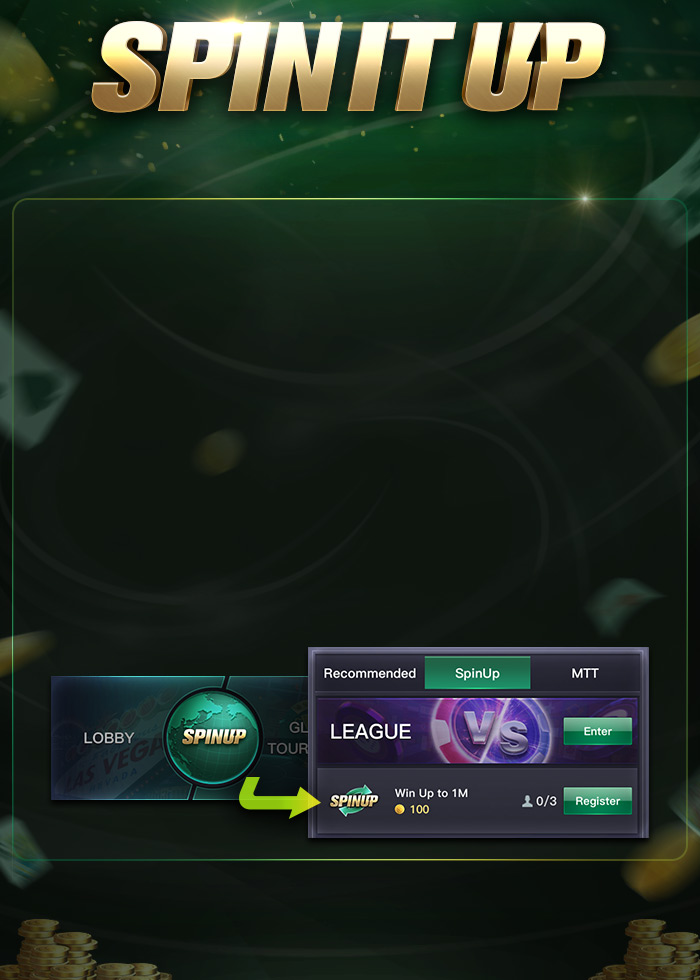 SPIN IT UP
Recommended
SpinUp
MTT
LOBBY
SPINUP
GL
TOUR
LEAGUE
VS
Enter
SPINUP
Win Up to 1M
100
0/3
Register